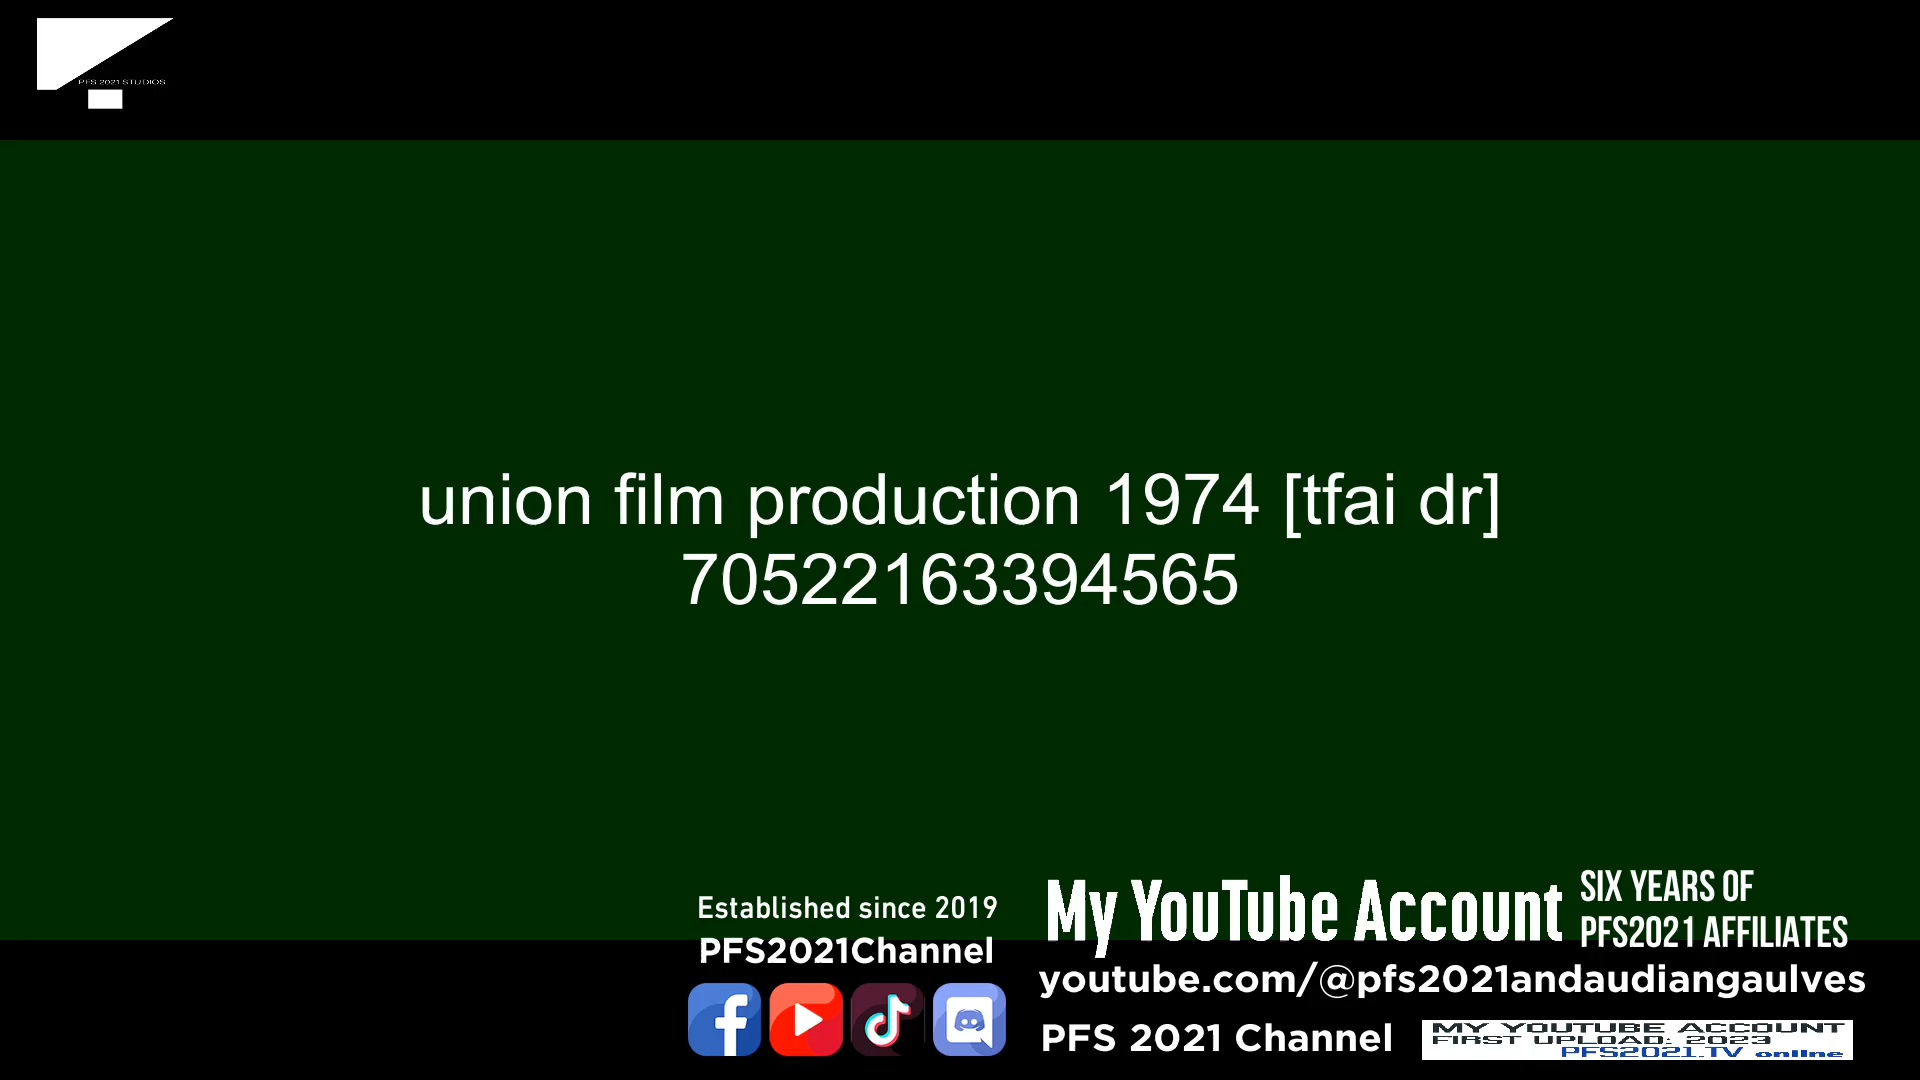 PFS 2021 STUDIOS
union film production 1974 [tfai dr]
70522163394565
Established since 2019
PFS2021Channel
My YouTube Account
SIX YEARS OF
PFS2021 AFFILIATES
youtube.com/@pfs2021andaudiangaulves
PFS 2021 Channel
MY YOUTUBE ACCOUNT
FIRST UPLOAD: 2023
PFS2021.TV online